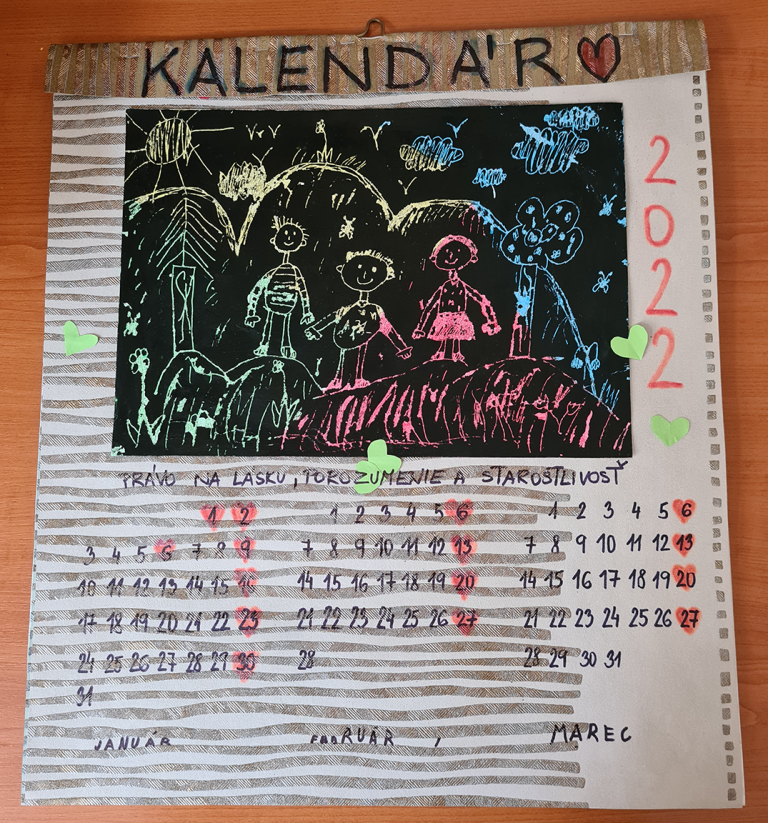 KALENDÁR
2022
PRÁVO NA LÁSKU, POROZUMENIE A STAROSTLIVOSŤ
1 2
3 4 5 6 7 8 9
10 11 12 13 14 15 16
17 18 19 20 21 22 23
24 25 26 27 28 29 30
31
JANUÁR
1 2 3 4 5 6
7 8 9 10 11 12 13
14 15 16 17 18 19 20
21 22 23 24 25 26 27
28
FEBRUÁR
1 2 3 4 5 6
7 8 9 10 11 12 13
14 15 16 17 18 19 20
21 22 23 24 25 26 27
28 29 30 31
MAREC